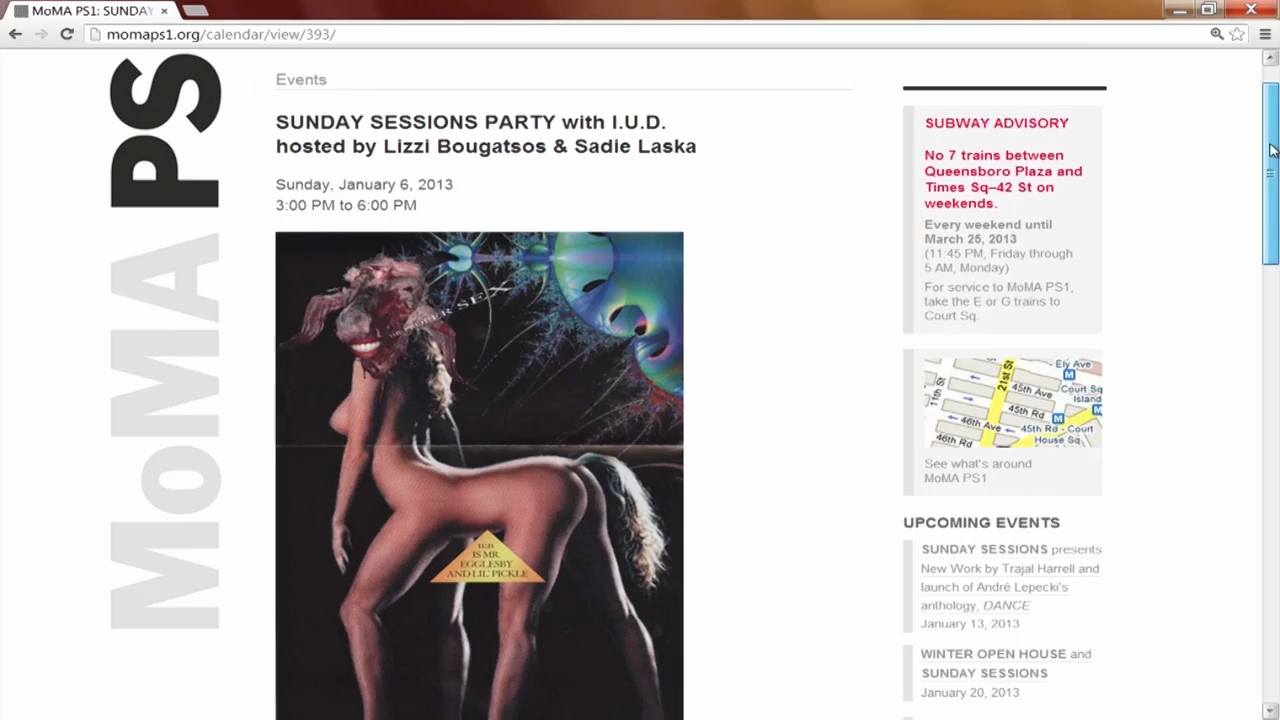 MoMA PS1: SUNDAY
momaps1.org/calendar/view/393/
MoMA PS
Events
SUNDAY SESSIONS PARTY with I.U.D.
hosted by Lizzi Bougatsos & Sadie Laska
Sunday, January 6, 2013
3:00 PM to 6:00 PM
SEX
I.U.D.
IS MR.
EGGLESBY
AND LIL' PICKLE
SUBWAY ADVISORY
No 7 trains between
Queensboro Plaza and
Times Sq–42 St on
weekends.
Every weekend until
March 25, 2013
(11:45 PM, Friday through
5 AM, Monday)
For service to MoMA PS1,
take the E or G trains to
Court Sq.
Ely Ave
M
Court Sq
Island
21st St
11th St
45th Ave
45th Rd
M
M
46th Ave
45th Rd - Court
House Sq
46th Rd
See what's around
MoMA PS1
UPCOMING EVENTS
SUNDAY SESSIONS presents
New Work by Trajal Harrell and
launch of André Lepecki's
anthology, DANCE
January 13, 2013
WINTER OPEN HOUSE and
SUNDAY SESSIONS
January 20, 2013